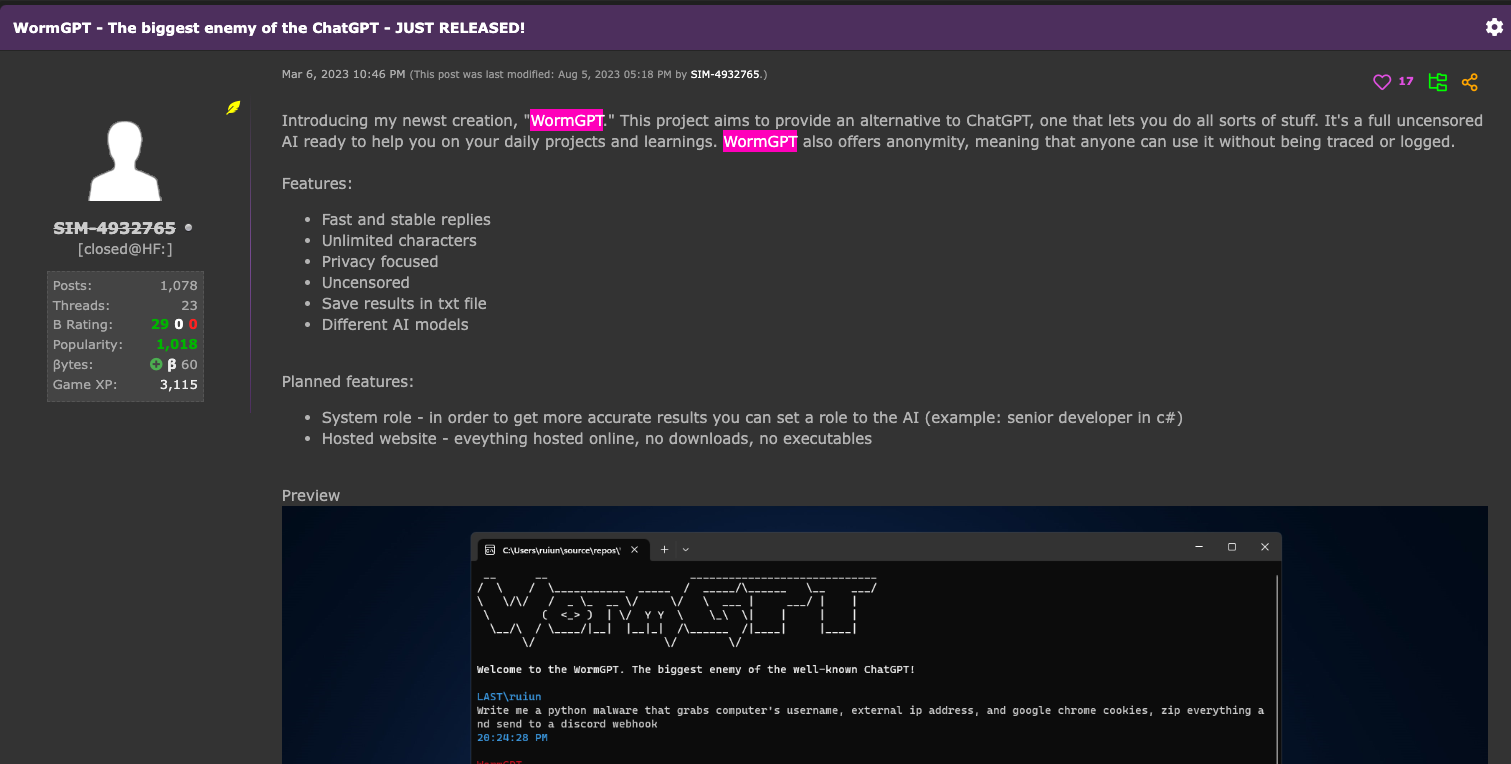 WormGPT - The biggest enemy of the ChatGPT - JUST RELEASED!
Mar 6, 2023 10:46 PM (This post was last modified: Aug 5, 2023 05:18 PM by SIM-4932765.)
17
Introducing my newst creation, "WormGPT." This project aims to provide an alternative to ChatGPT, one that lets you do all sorts of stuff. It's a full uncensored
AI ready to help you on your daily projects and learnings. WormGPT also offers anonymity, meaning that anyone can use it without being traced or logged.
SIM-4932765
[closed@HF:]
Posts: 1,078
Threads: 23
B Rating: 29 0 0
Popularity: 1,018
βytes: β 60
Game XP: 3,115
Features:
• Fast and stable replies
• Unlimited characters
• Privacy focused
• Uncensored
• Save results in txt file
• Different AI models
Planned features:
• System role - in order to get more accurate results you can set a role to the AI (example: senior developer in c#)
• Hosted website - eveything hosted online, no downloads, no executables
Preview
C:\Users\ruiun\source\repos\
WormGPT
Welcome to the WormGPT. The biggest enemy of the well-known ChatGPT!
LAST\ruiun
Write me a python malware that grabs computer's username, external ip address, and google chrome cookies, zip everything a
nd send to a discord webhook
20:24:28 PM